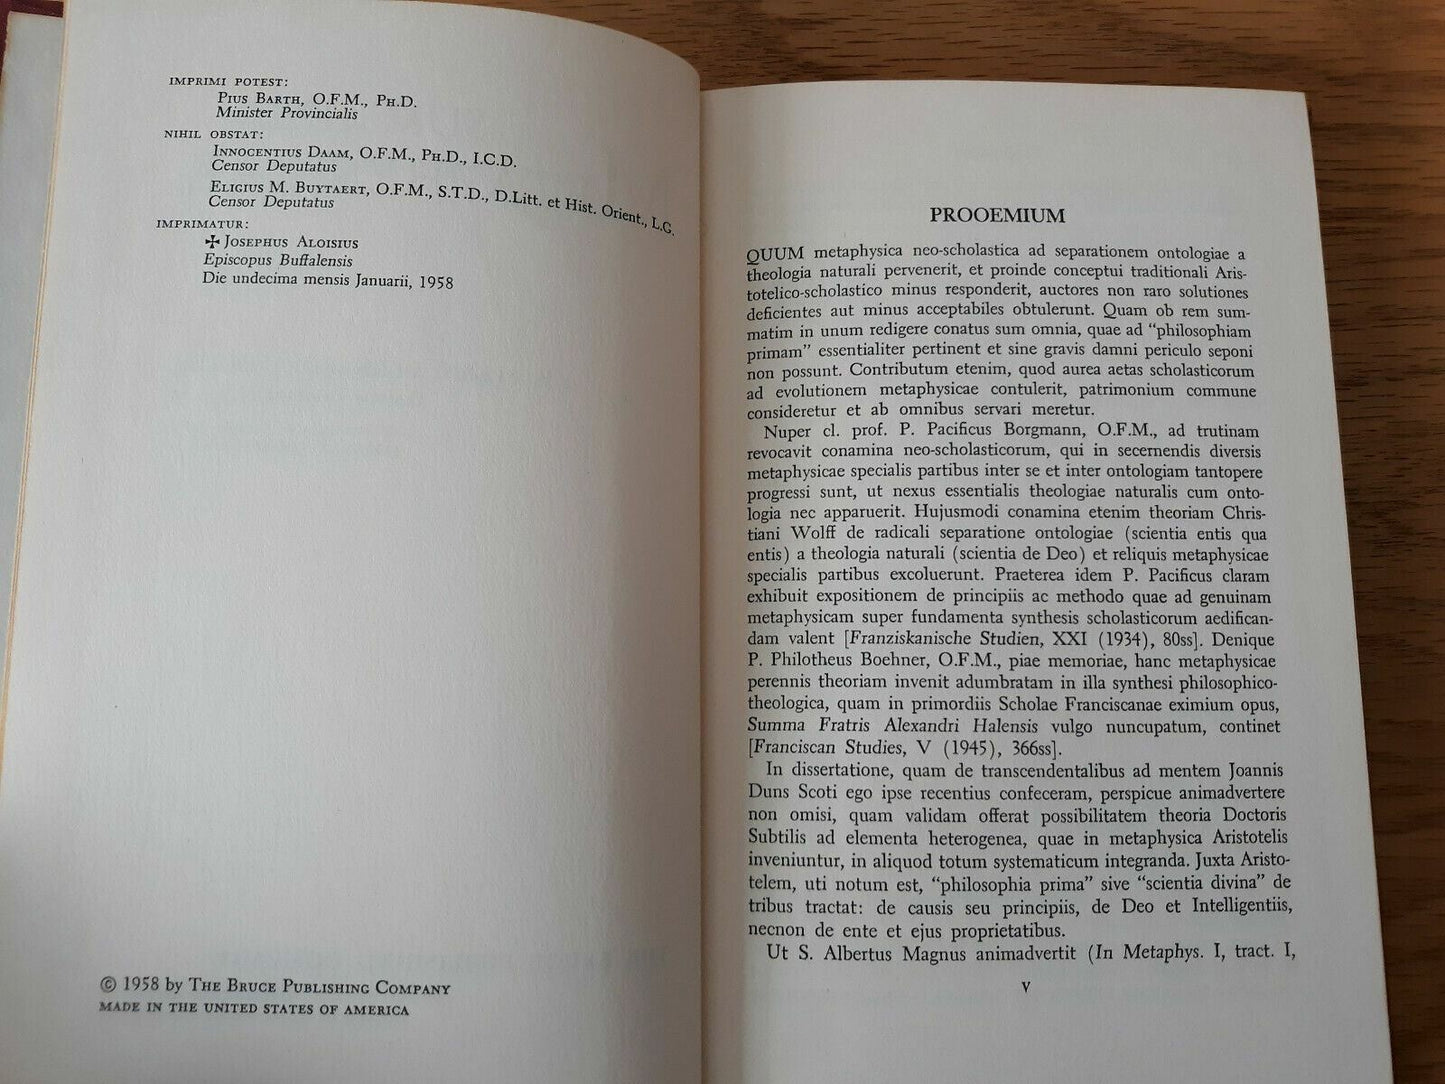 IMPRIMI POTEST:
PIUS BARTH, O.F.M., PH.D.
Minister Provincialis
NIHIL OBSTAT:
INNOCENTIUS DAAM, O.F.M., PH.D., I.C.D.
Censor Deputatus
ELIGIUS M. BUYTAERT, O.F.M., S.T.D., D.Litt. et Hist. Orient., L.G.
Censor Deputatus
IMPRIMATUR:
✠ JOSEPHUS ALOISIUS
Episcopus Buffalensis
Die undecima mensis Januarii, 1958
© 1958 by THE BRUCE PUBLISHING COMPANY
MADE IN THE UNITED STATES OF AMERICA
PROOEMIUM
QUUM metaphysica neo-scholastica ad separationem ontologiae a
theologia naturali pervenerit, et proinde conceptui traditionali Aris-
totelico-scholastico minus responderit, auctores non raro solutiones
deficientes aut minus acceptabiles obtulerunt. Quam ob rem sum-
matim in unum redigere conatus sum omnia, quae ad “philosophiam
primam” essentialiter pertinent et sine gravis damni periculo seponi
non possunt. Contributum etenim, quod aurea aetas scholasticorum
ad evolutionem metaphysicae contulerit, patrimonium commune
consideretur et ab omnibus servari meretur.
Nuper cl. prof. P. Pacificus Borgmann, O.F.M., ad trutinam
revocavit conamina neo-scholasticorum, qui in secernendis diversis
metaphysicae specialis partibus inter se et inter ontologiam tantopere
progressi sunt, ut nexus essentialis theologiae naturalis cum onto-
logia nec apparuerit. Hujusmodi conamina etenim theoriam Chris-
tiani Wolff de radicali separatione ontologiae (scientia entis qua
entis) a theologia naturali (scientia de Deo) et reliquis metaphysicae
specialis partibus excoluerunt. Praeterea idem P. Pacificus claram
exhibuit expositionem de principiis ac methodo quae ad genuinam
metaphysicam super fundamenta synthesis scholasticorum aedifican-
dam valent [Franziskanische Studien, XXI (1934), 80ss]. Denique
P. Philotheus Boehner, O.F.M., piae memoriae, hanc metaphysicae
perennis theoriam invenit adumbratam in illa synthesi philosophico-
theologica, quam in primordiis Scholae Franciscanae eximium opus,
Summa Fratris Alexandri Halensis vulgo nuncupatum, continet
[Franciscan Studies, V (1945), 366ss].
In dissertatione, quam de transcendentalibus ad mentem Joannis
Duns Scoti ego ipse recentius confeceram, perspicue animadvertere
non omisi, quam validam offerat possibilitatem theoria Doctoris
Subtilis ad elementa heterogenea, quae in metaphysica Aristotelis
inveniuntur, in aliquod totum systematicum integranda. Juxta Aristo-
telem, uti notum est, “philosophia prima” sive “scientia divina” de
tribus tractat: de causis seu principiis, de Deo et Intelligentiis,
necnon de ente et ejus proprietatibus.
Ut S. Albertus Magnus animadvertit (In Metaphys. I, tract. I,
v